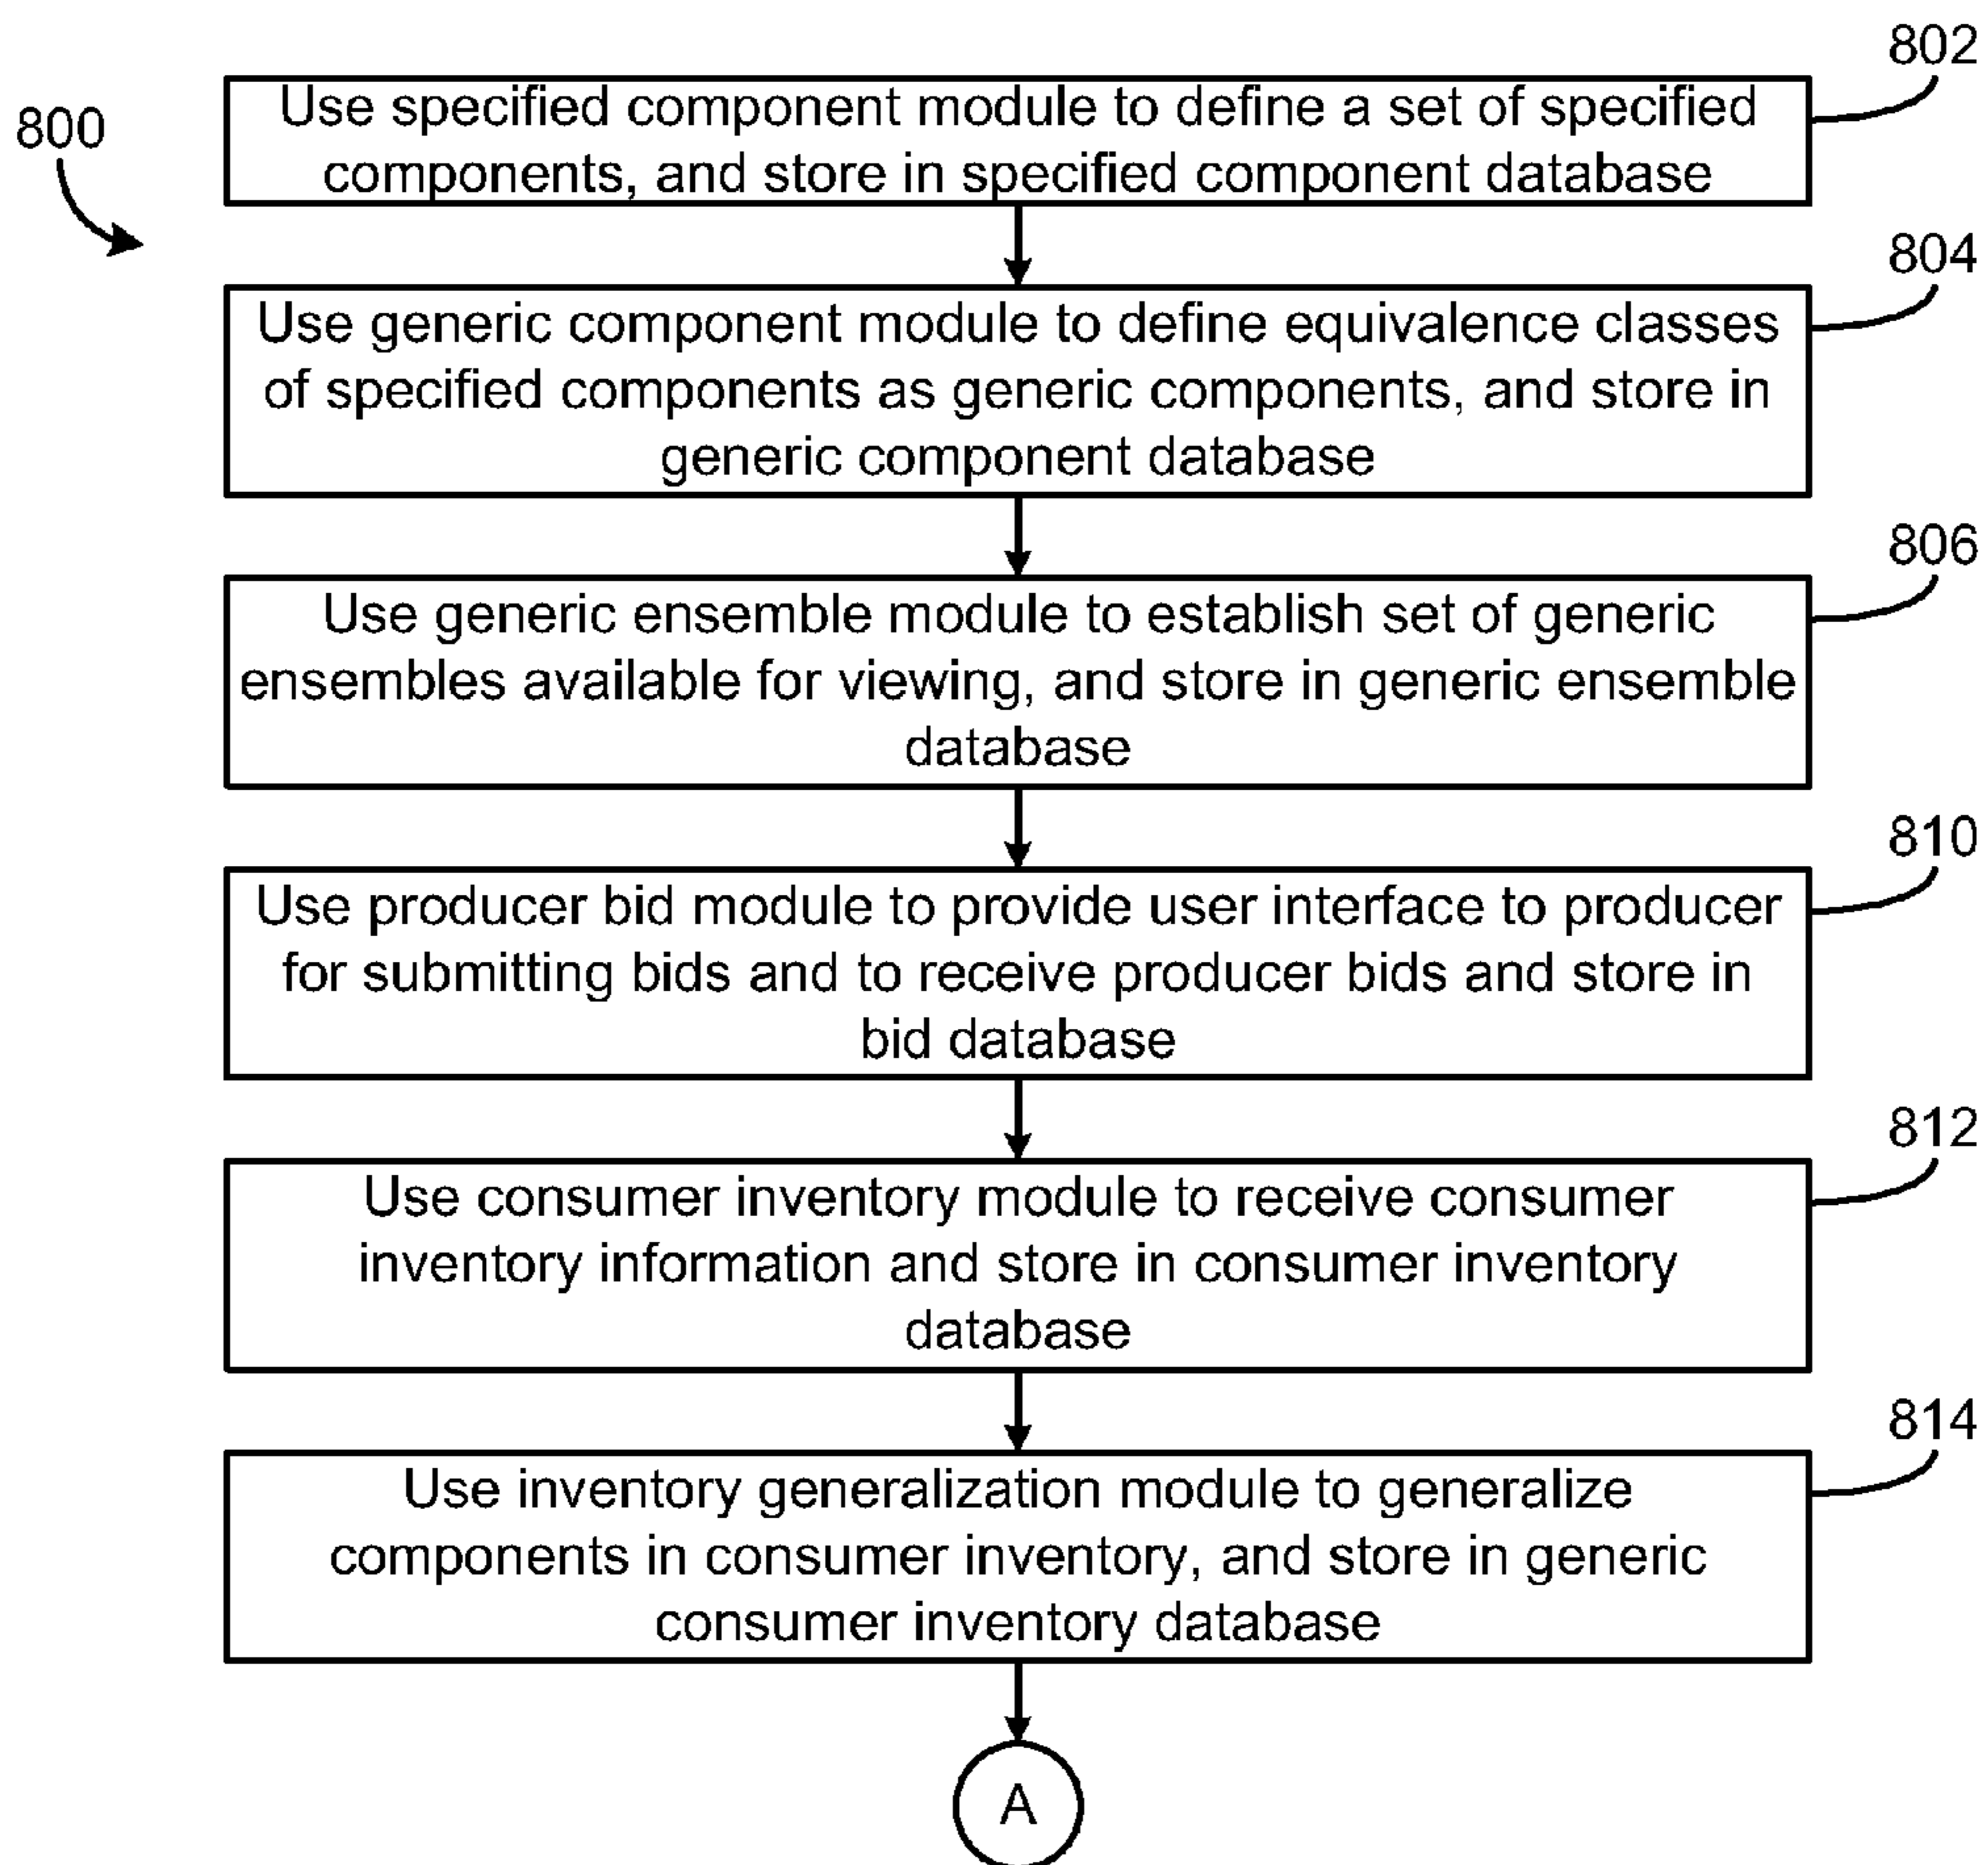 802
800
Use specified component module to define a set of specified
components, and store in specified component database
804
Use generic component module to define equivalence classes
of specified components as generic components, and store in
generic component database
806
Use generic ensemble module to establish set of generic
ensembles available for viewing, and store in generic ensemble
database
810
Use producer bid module to provide user interface to producer
for submitting bids and to receive producer bids and store in
bid database
812
Use consumer inventory module to receive consumer
inventory information and store in consumer inventory
database
814
Use inventory generalization module to generalize
components in consumer inventory, and store in generic
consumer inventory database
A